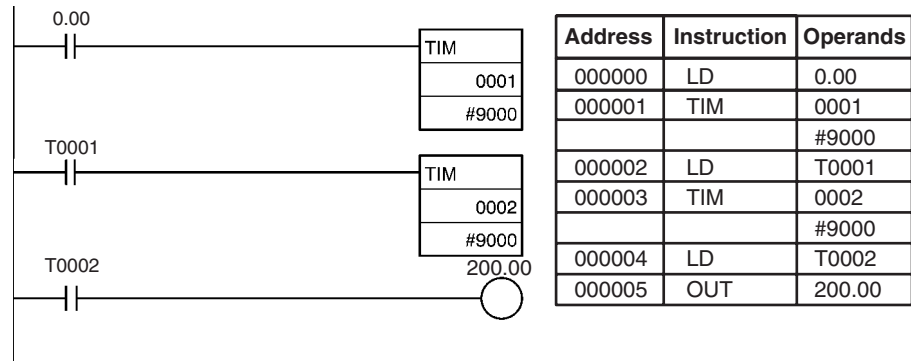 0.00
TIM
0001
#9000
T0001
TIM
0002
#9000
T0002
200.00
Address Instruction Operands
000000 LD 0.00
000001 TIM 0001
#9000
000002 LD T0001
000003 TIM 0002
#9000
000004 LD T0002
000005 OUT 200.00